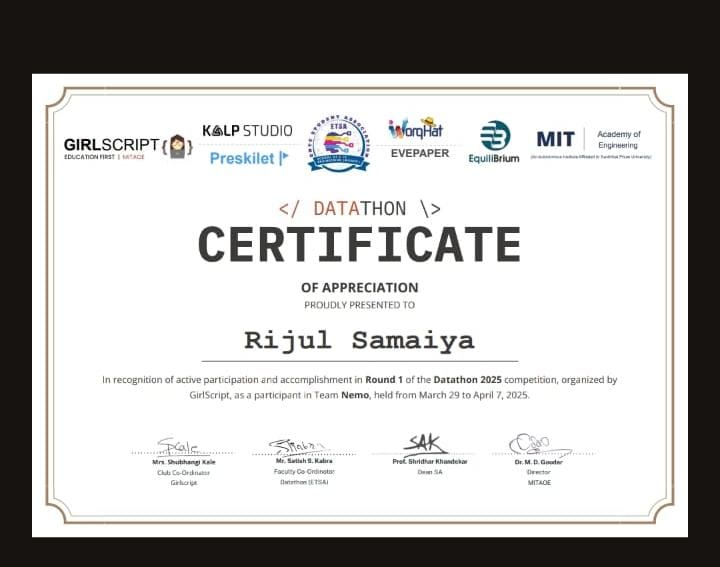 GIRLSCRIPT
EDUCATION FIRST | MITAOE
KALP STUDIO
Preskilet
ETSA
WorqHat
EVEPAPER
EquiliBrium
MIT | Academy of
Engineering
</ DATATHON \>
CERTIFICATE
OF APPRECIATION
PROUDLY PRESENTED TO
Rijul Samaiya
In recognition of active participation and accomplishment in Round 1 of the Datathon 2025 competition, organized by
GirlScript, as a participant in Team Nemo, held from March 29 to April 7, 2025.
Mrs. Shubhangi Kale
Club Co-Ordinator
Girlscript
Mr. Satish S. Kabra
Faculty Co-Ordinator
Datathon (ETSA)
SAK
Prof. Shridhar Khandekar
Dean SA
Dr. M. D. Goudar
Director
MITAOE